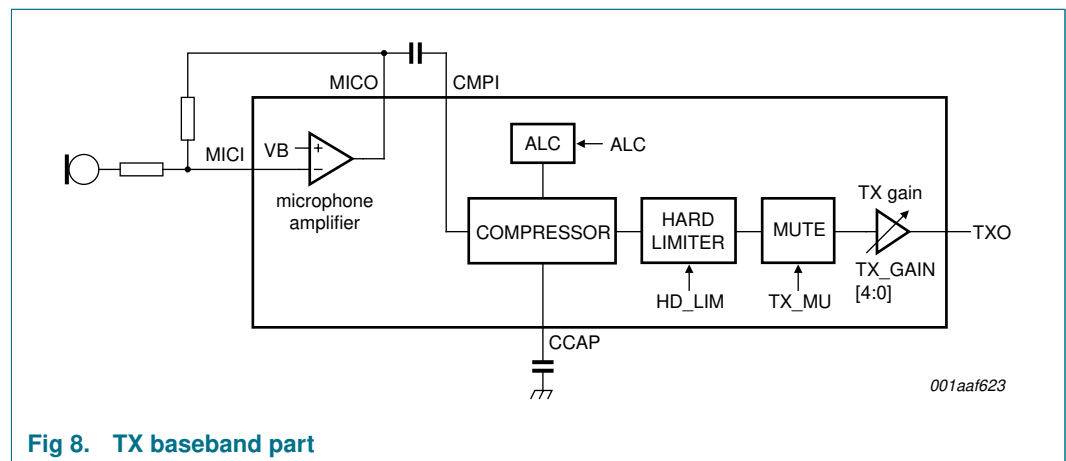 MICO
CMPI
MICI
VB
+
−
microphone
amplifier
ALC
ALC
COMPRESSOR
HARD
LIMITER
HD_LIM
MUTE
TX_MU
TX gain
TX_GAIN
[4:0]
TXO
CCAP
001aaf623
Fig 8. TX baseband part